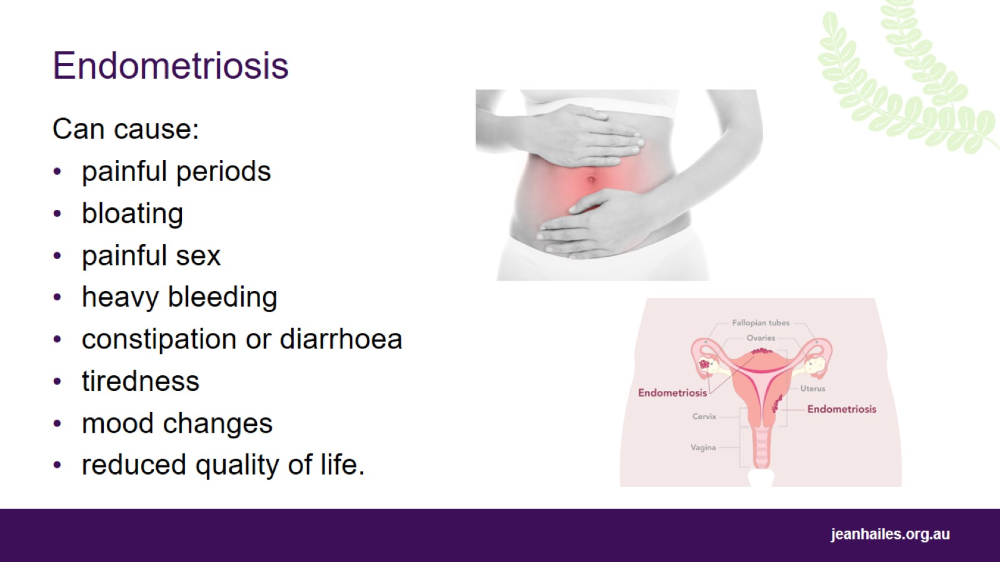 Endometriosis
Can cause:
• painful periods
• bloating
• painful sex
• heavy bleeding
• constipation or diarrhoea
• tiredness
• mood changes
• reduced quality of life.
Fallopian tubes
Ovaries
Endometriosis
Uterus
Endometriosis
Cervix
Vagina
jeanhailes.org.au